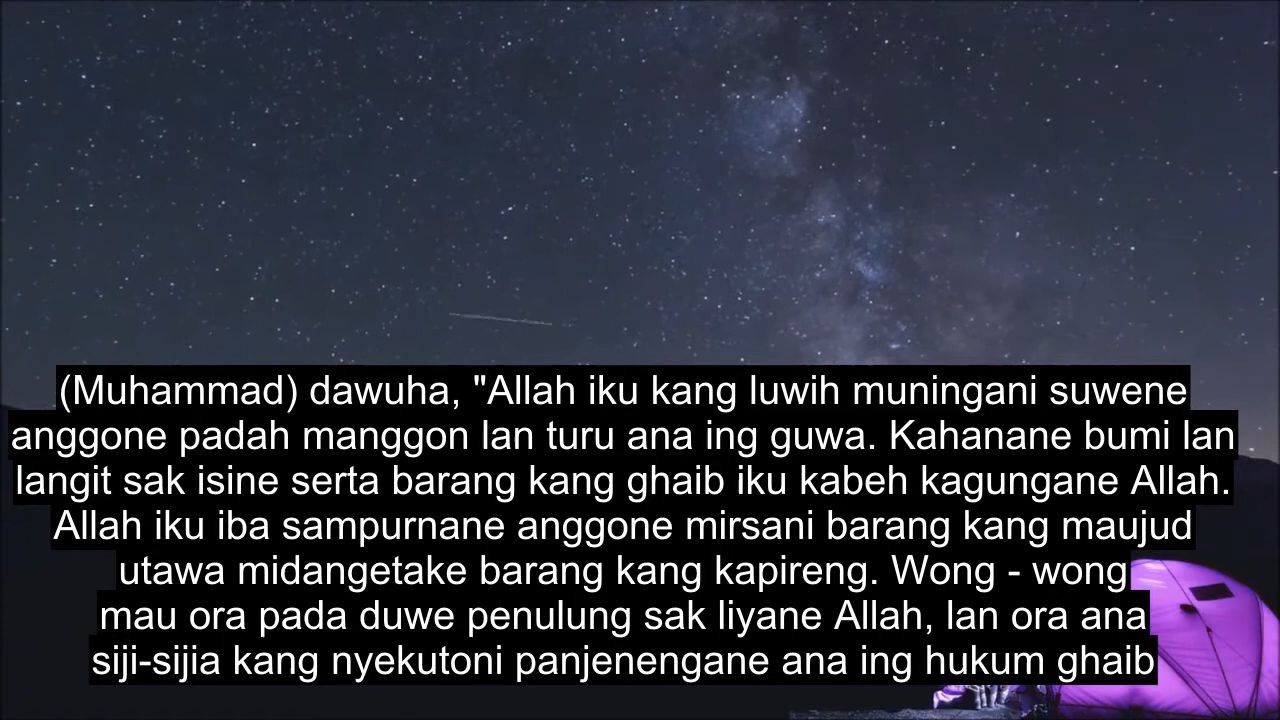 (Muhammad) dawuha, "Allah iku kang luwih muningani suwene
anggone padah manggon lan turu ana ing guwa. Kahanane bumi lan
langit sak isine serta barang kang ghaib iku kabeh kagungane Allah.
Allah iku iba sampurnane anggone mirsani barang kang maujud
utawa midangetake barang kang kapireng. Wong - wong
mau ora pada duwe penulung sak liyane Allah, lan ora ana
siji-sijia kang nyekutoni panjenengane ana ing hukum ghaib